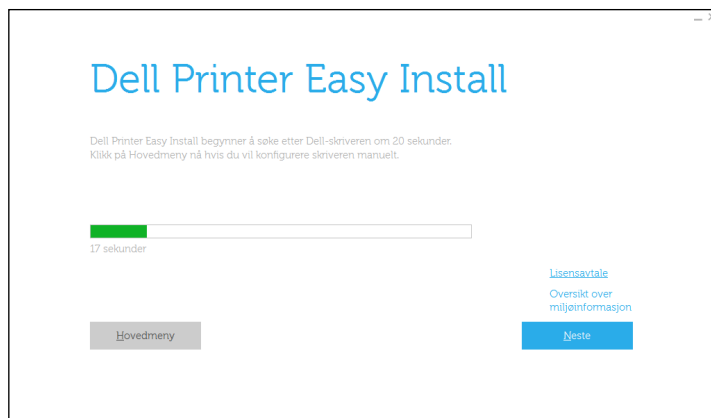 Dell Printer Easy Install
Dell Printer Easy Install begynner å søke etter Dell-skriveren om 20 sekunder.
Klikk på Hovedmeny nå hvis du vil konfigurere skriveren manuelt.
17 sekunder
Lisensavtale
Oversikt over
miljøinformasjon
Hovedmeny
Neste